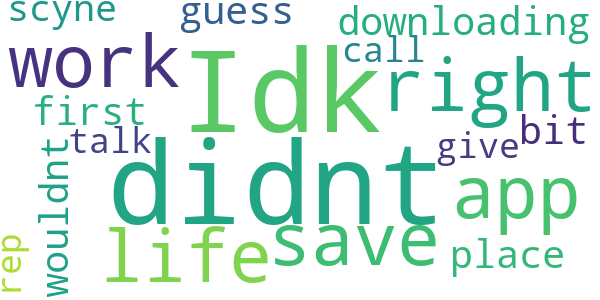 scyne
guess
downloading
work
Idk
call
right
first
talk
give
bit
didnt
app
wouldnt
life
save
place
rep